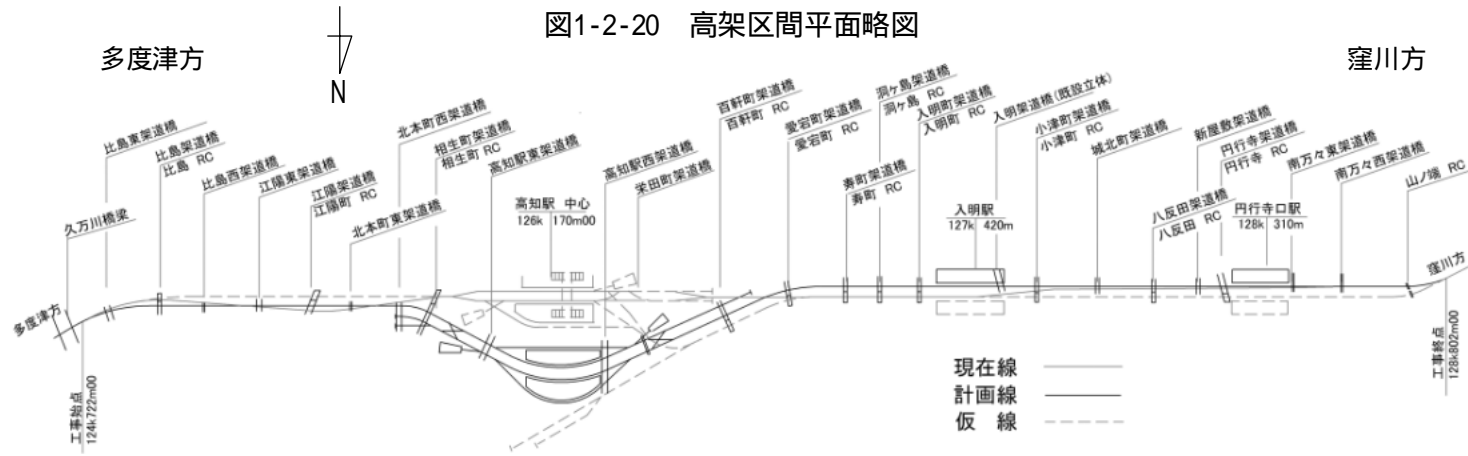 図1-2-20 高架区間平面略図
多度津方
窪川方
N
久万川橋梁
比島東架道橋
比島架道橋
比島 RC
比島西架道橋
江陽東架道橋
江陽架道橋
江陽町 RC
北本町東架道橋
北本町西架道橋
相生町架道橋
相生町 RC
高知駅東架道橋
高知駅 中心
126k 170m00
高知駅西架道橋
栄田町架道橋
百軒町架道橋
百軒町 RC
愛宕町架道橋
愛宕町 RC
寿町架道橋
寿町 RC
洞ヶ島架道橋
洞ヶ島 RC
入明町架道橋
入明町 RC
入明駅
127k 420m
入明架道橋(既設立体)
小津町架道橋
小津町 RC
城北町架道橋
八反田架道橋
八反田 RC
新屋敷架道橋
円行寺架道橋
円行寺 RC
円行寺口駅
128k 310m
南万々東架道橋
南万々西架道橋
山ノ端 RC
多度津方
窪川方
工事始点
124k722m00
工事終点
128k802m00
現在線
計画線
仮 線